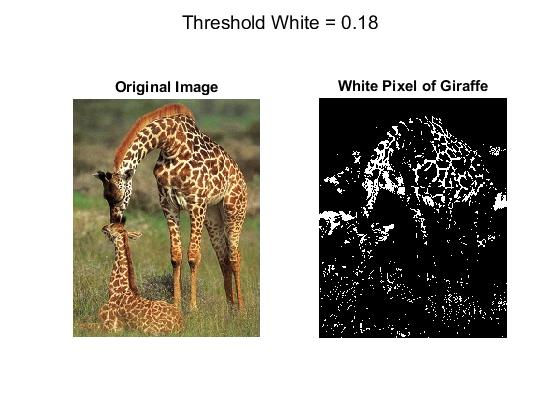 Threshold White = 0.18
Original Image
White Pixel of Giraffe